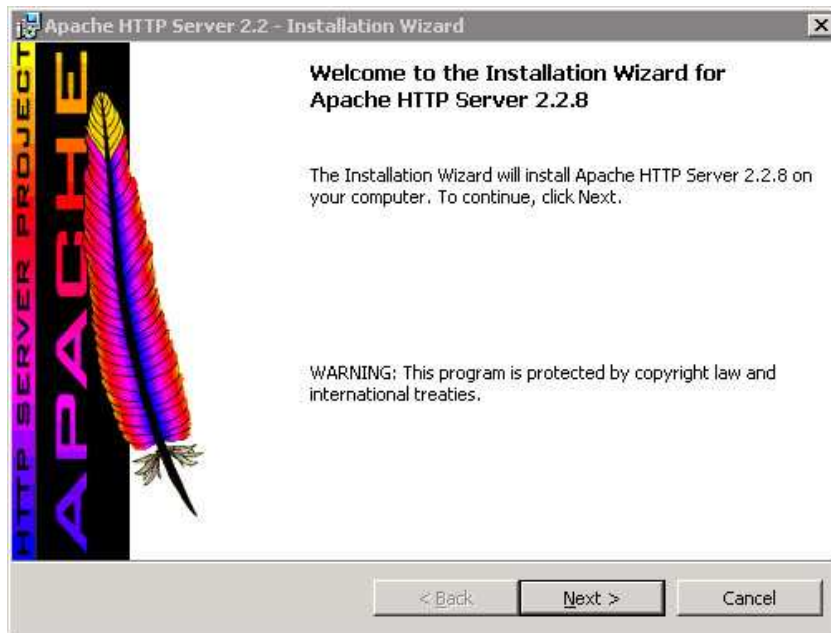 Apache HTTP Server 2.2 - Installation Wizard
HTTP SERVER PROJECT
APACHE
Welcome to the Installation Wizard for
Apache HTTP Server 2.2.8
The Installation Wizard will install Apache HTTP Server 2.2.8 on
your computer. To continue, click Next.
WARNING: This program is protected by copyright law and
international treaties.
< Back
Next >
Cancel